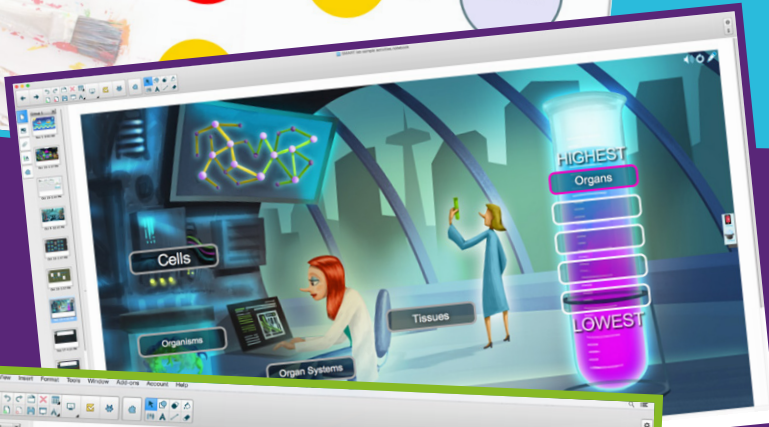 HIGHEST
Organs
Cells
Tissues
Organisms
Organ Systems
LOWEST
View Insert Format Tools Window Add-ons Account Help